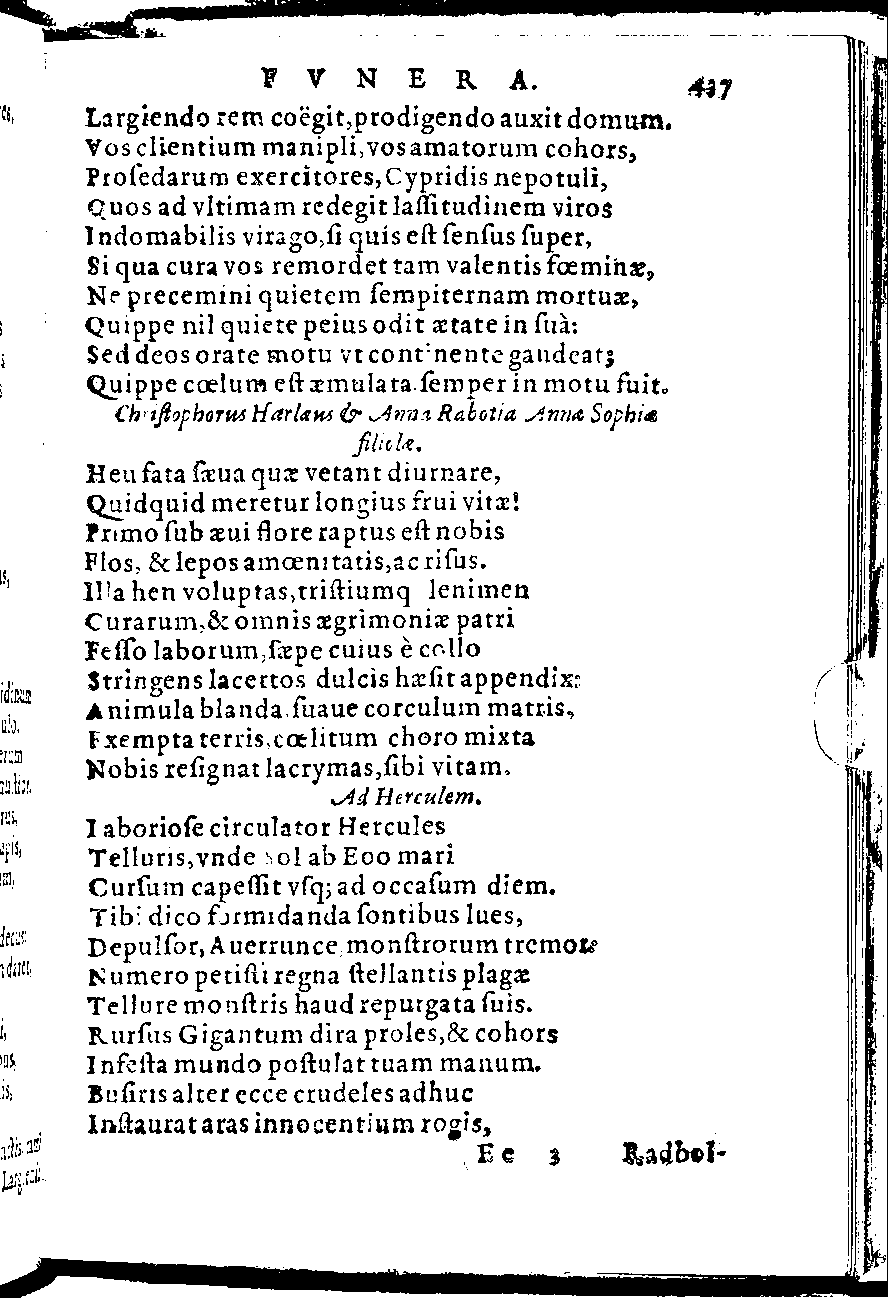 FVNERA. 437
Largiendo rem coëgit, prodigendo auxit domum.
Vos clientium manipli, vos amatorum cohors,
Proſedarum exercitores, Cypridis nepotuli,
Quos ad vltimam redegit laſſitudinem viros
Indomabilis virago, ſi quis eſt ſenſus ſuper,
Si qua cura vos remordet tam valentis fœminæ,
Ne precemini quietem ſempiternam mortuæ,
Quippe nil quiete peius odit ætate in ſuà:
Sed deos orate motu vt continente gaudeat;
Quippe cœlum eſt æmulata. ſemper in motu fuit.
Chriſtophorus Harlaus & Anna Rabotia Annæ Sophiæ
filiolæ.
Heu fata ſæua quæ vetant diurnare,
Quidquid meretur longius frui vitæ!
Primo ſub æui flore raptus eſt nobis
Flos, & lepos amœnitatis, ac riſus.
Illa hen voluptas, triſtiumq lenimen
Curarum, & omnis ægrimoniæ patri
Feſſo laborum, ſæpe cuius è collo
Stringens lacertos dulcis hæſit appendix:
Animula blanda, ſuaue corculum matris,
Exempta terris, cœlitum choro mixta
Nobis reſignat lacrymas, ſibi vitam.
Ad Herculem.
Laborioſe circulator Hercules
Telluris, vnde Sol ab Eoo mari
Curſum capeſſit vſq; ad occaſum diem.
Tibi dico formidanda ſontibus lues,
Depulſor, Auerrunce, monſtrorum tremor
Numero petiſti regna ſtellantis plagæ
Tellure monſtris haud repurgata ſuis.
Rurſus Gigantum dira proles, & cohors
Infeſta mundo poſtulat tuam manum.
Buſiris alter ecce crudeles adhuc
Inſtaurat aras innocentium rogis,
Ee 3 Radbol-